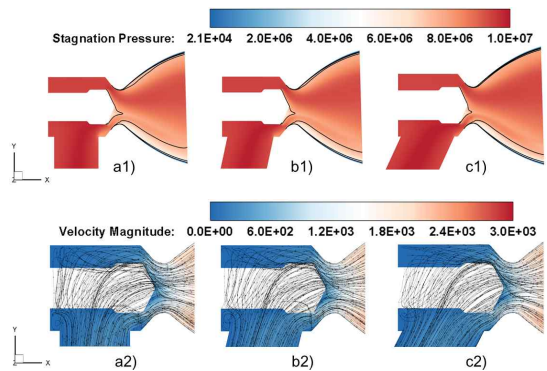 Stagnation Pressure: 2.1E+04 2.0E+06 4.0E+06 6.0E+06 8.0E+06 1.0E+07
Y
Z X
a1) b1) c1)
Velocity Magnitude: 0.0E+00 6.0E+02 1.2E+03 1.8E+03 2.4E+03 3.0E+03
Y
Z X
a2) b2) c2)